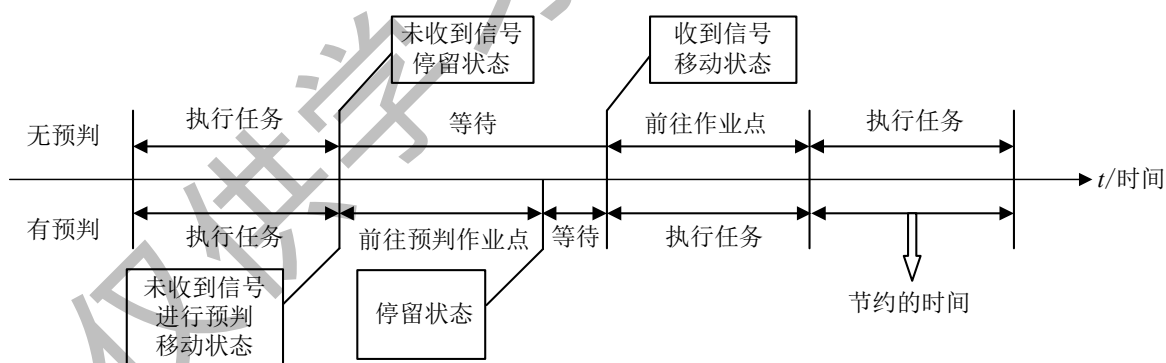 未收到信号
停留状态
收到信号
移动状态
无预判
执行任务
等待
前往作业点
执行任务
t/时间
有预判
执行任务
前往预判作业点
等待
执行任务
未收到信号
进行预判
移动状态
停留状态
节约的时间
仅供学习